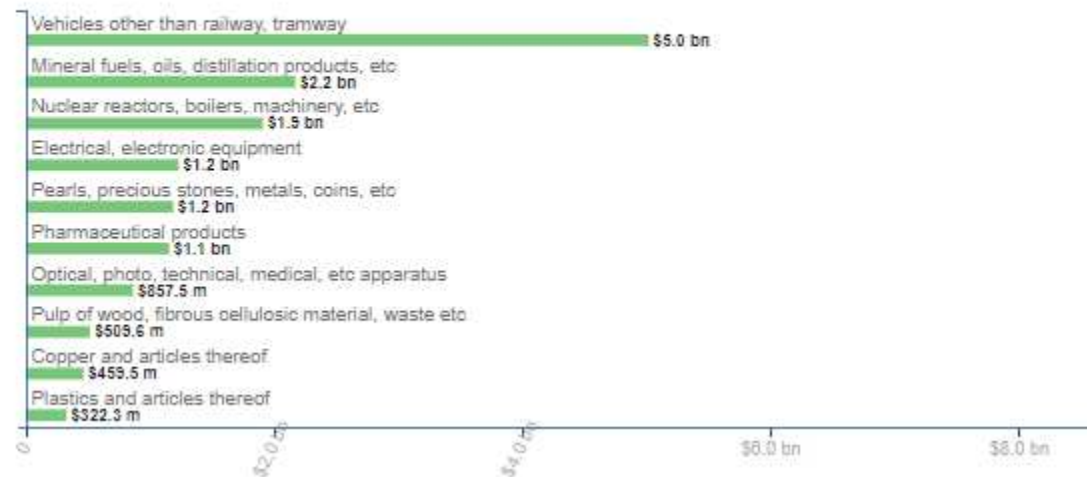 Vehicles other than railway, tramway
$5.0 bn
Mineral fuels, oils, distillation products, etc
$2.2 bn
Nuclear reactors, boilers, machinery, etc
$1.9 bn
Electrical, electronic equipment
$1.2 bn
Pearls, precious stones, metals, coins, etc
$1.2 bn
Pharmaceutical products
$1.1 bn
Optical, photo, technical, medical, etc apparatus
$857.5 m
Pulp of wood, fibrous cellulosic material, waste etc
$509.6 m
Copper and articles thereof
$459.5 m
Plastics and articles thereof
$322.3 m
0 $2.0 bn $4.0 bn $6.0 bn $8.0 bn